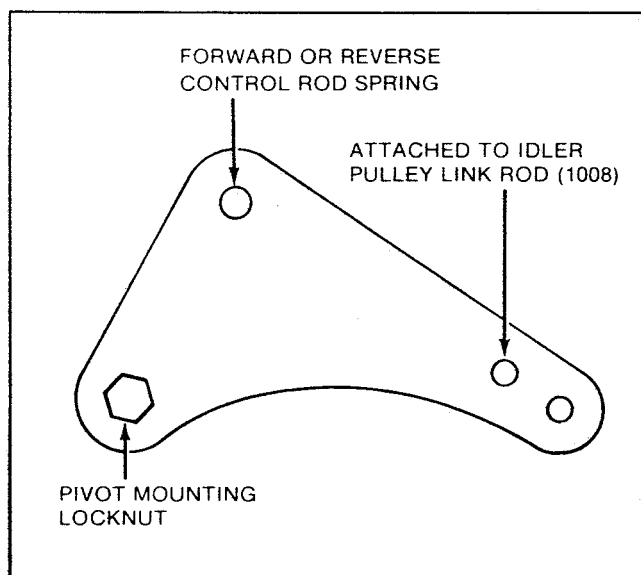 FORWARD OR REVERSE
CONTROL ROD SPRING
ATTACHED TO IDLER
PULLEY LINK ROD (1008)
PIVOT MOUNTING
LOCKNUT